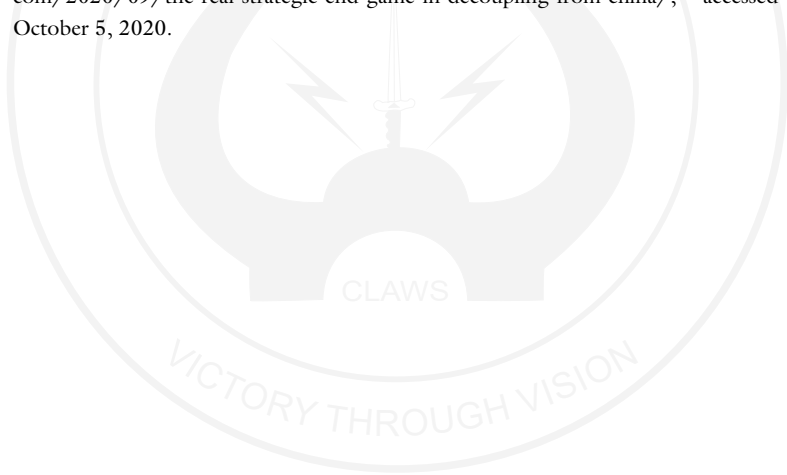 com/2020/09/the-real-strategic-end-game-in-decoupling-from-china/, accessed
October 5, 2020.
CLAWS
VICTORY THROUGH VISION